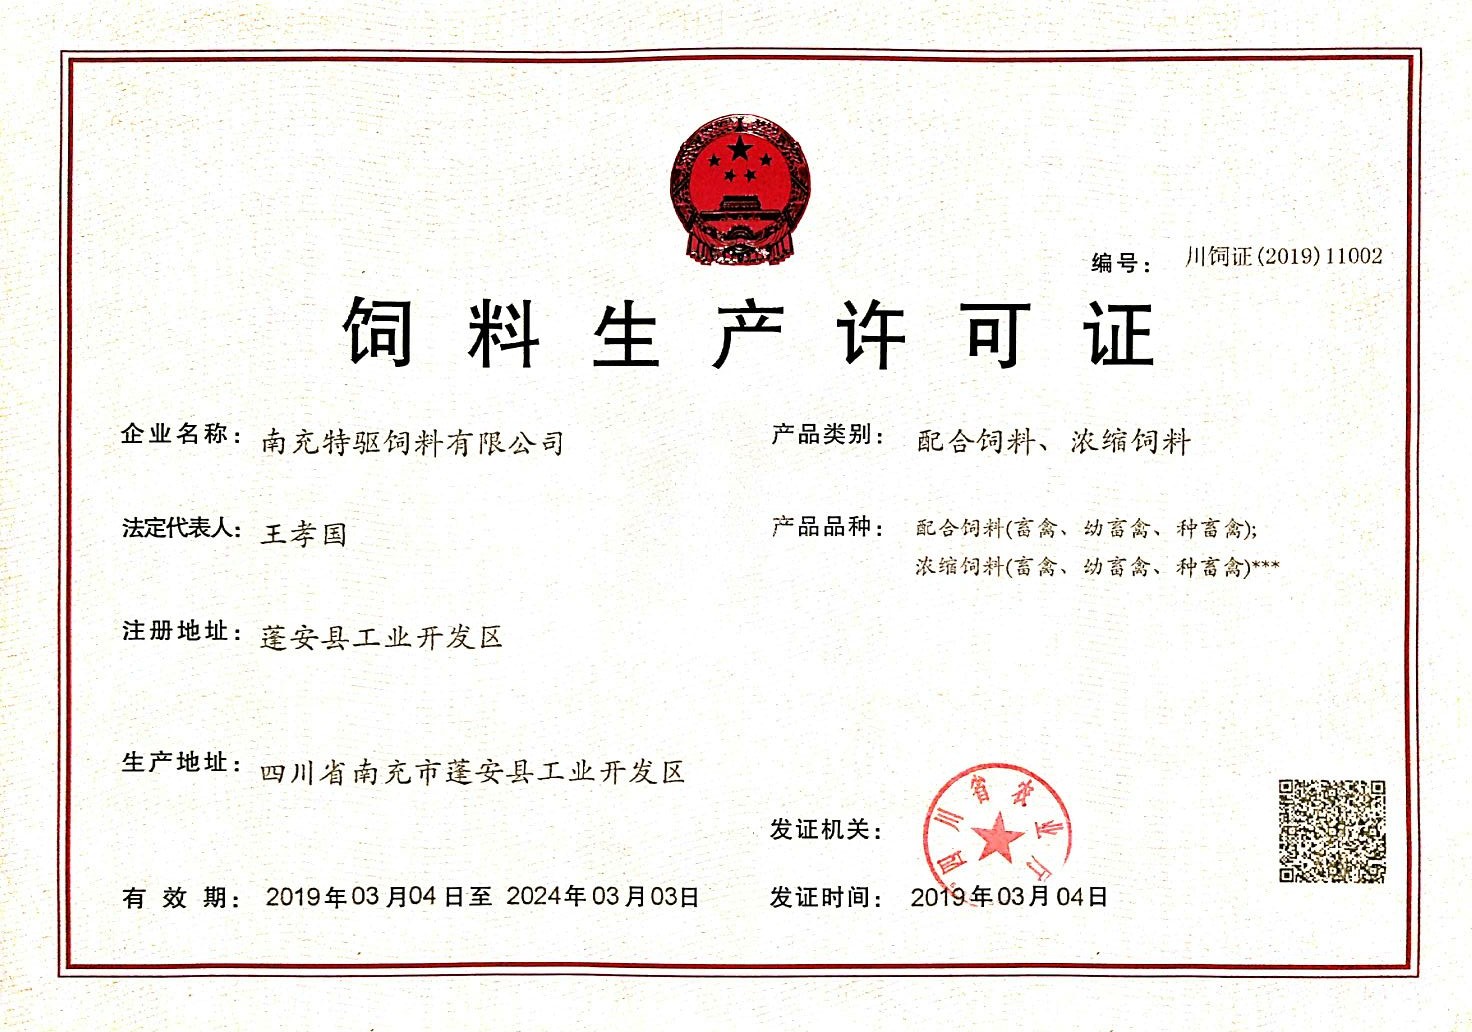 编号： 川饲证(2019)11002
饲料生产许可证
企业名称： 南充特驱饲料有限公司
产品类别： 配合饲料、浓缩饲料
法定代表人： 王孝国
产品品种： 配合饲料(畜禽、幼畜禽、种畜禽);
浓缩饲料(畜禽、幼畜禽、种畜禽)***
注册地址： 蓬安县工业开发区
生产地址： 四川省南充市蓬安县工业开发区
发证机关：
四川省农业厅
有效期： 2019年03月04日至 2024年03月03日
发证时间： 2019年03月04日